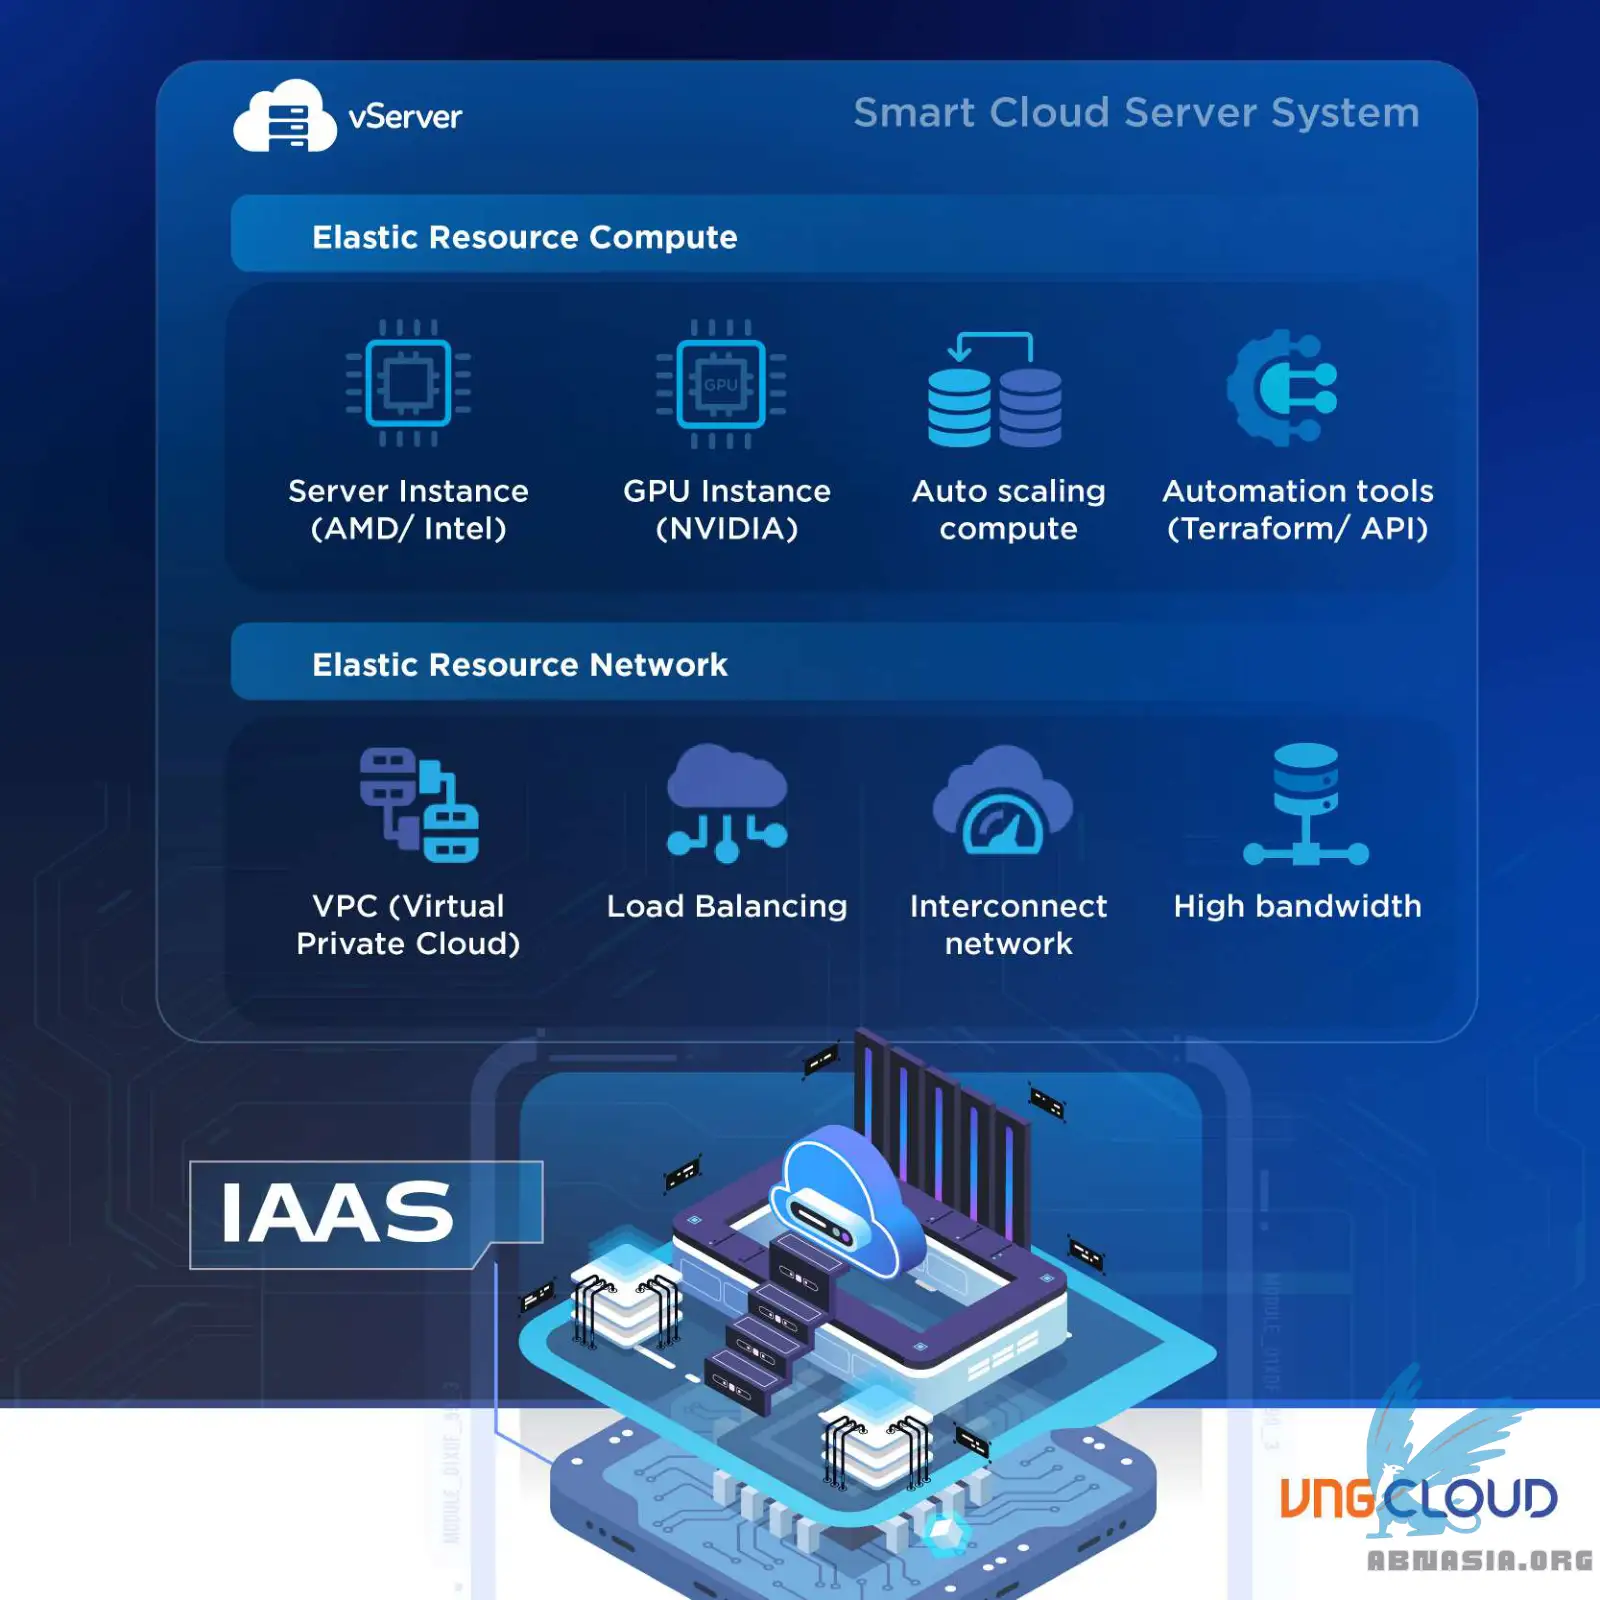 vServer
Smart Cloud Server System
Elastic Resource Compute
GPU
Server Instance
(AMD/ Intel)
GPU Instance
(NVIDIA)
Auto scaling
compute
Automation tools
(Terraform/ API)
Elastic Resource Network
VPC (Virtual
Private Cloud)
Load Balancing
Interconnect
network
High bandwidth
IAAS
VNGCLOUD
ABNASIA.ORG